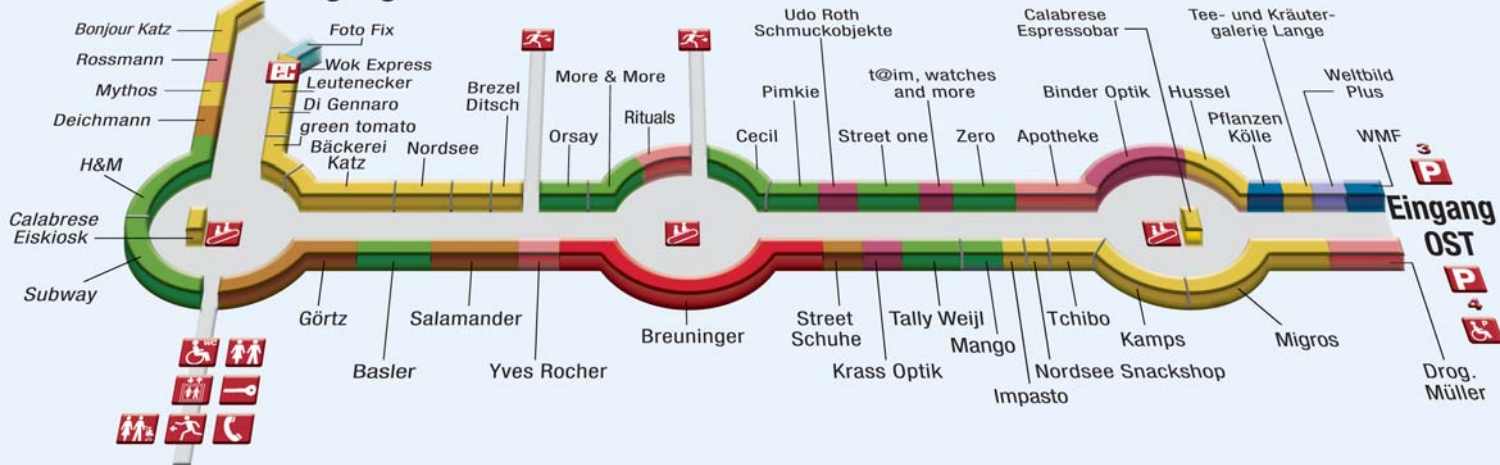 Bonjour Katz
Foto Fix
Rossmann
Wok Express
Mythos
Leutenecker
Di Gennaro
Deichmann
green tomato
Bäckerei
Katz
Nordsee
Brezel
Ditsch
More & More
Orsay
Rituals
Udo Roth
Schmuckobjekte
Pimkie
Cecil
t@im, watches
and more
Street one
Zero
Calabrese
Espressobar
Apotheke
Binder Optik
Tee- und Kräuter-
galerie Lange
Hussel
Pflanzen
Kölle
Weltbild
Plus
WMF
3
P
Eingang
OST
P
4
P
H&M
Calabrese
Eiskiosk
Subway
EC
WC
Görtz
Basler
Salamander
Yves Rocher
Breuninger
Street
Schuhe
Krass Optik
Tally Weijl
Mango
Impasto
Nordsee Snackshop
Tchibo
Kamps
Migros
Drog.
Müller